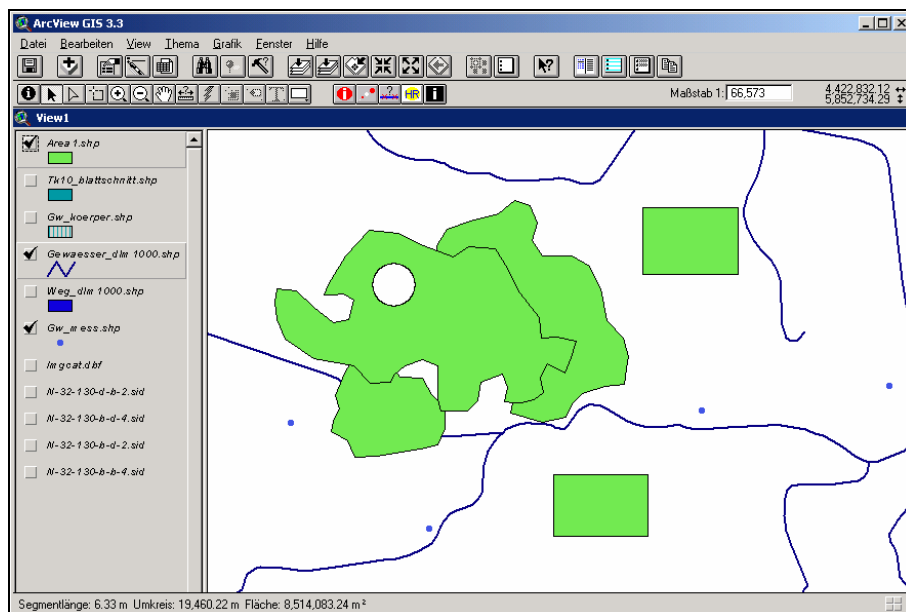 ArcView GIS 3.3
Datei Bearbeiten View Thema Grafik Fenster Hilfe
HR
Maßstab 1: 66,573
4,422,832.12
5,852,734.29
View1
Area 1.shp
Tk10_blattschnitt.shp
Gw_koerper.shp
Gewaesser_dlm 1000.shp
Weg_dlm 1000.shp
Gw_mess.shp
Imgcat.dbf
N-32-130-d-b-2.sid
N-32-130-b-d-4.sid
N-32-130-b-d-2.sid
N-32-130-b-b-4.sid
Segmentlänge: 6.33 m Umkreis: 19,460.22 m Fläche: 8,514,083.24 m²